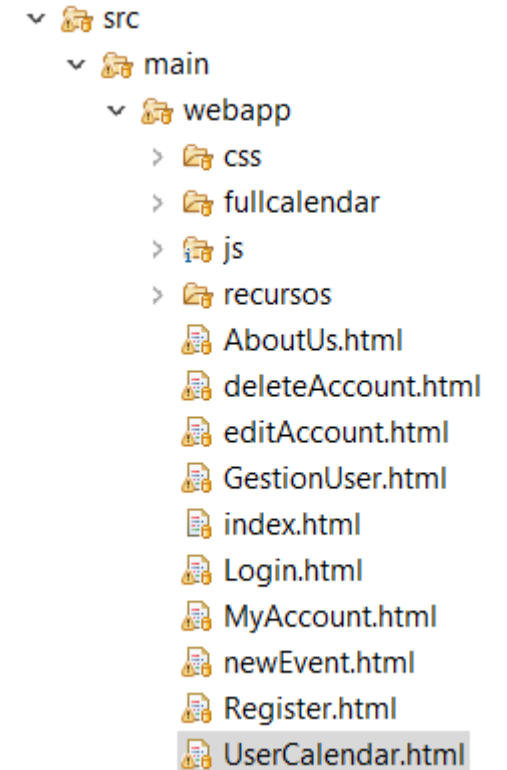 src
main
webapp
css
fullcalendar
js
recursos
AboutUs.html
deleteAccount.html
editAccount.html
GestionUser.html
index.html
Login.html
MyAccount.html
newEvent.html
Register.html
UserCalendar.html